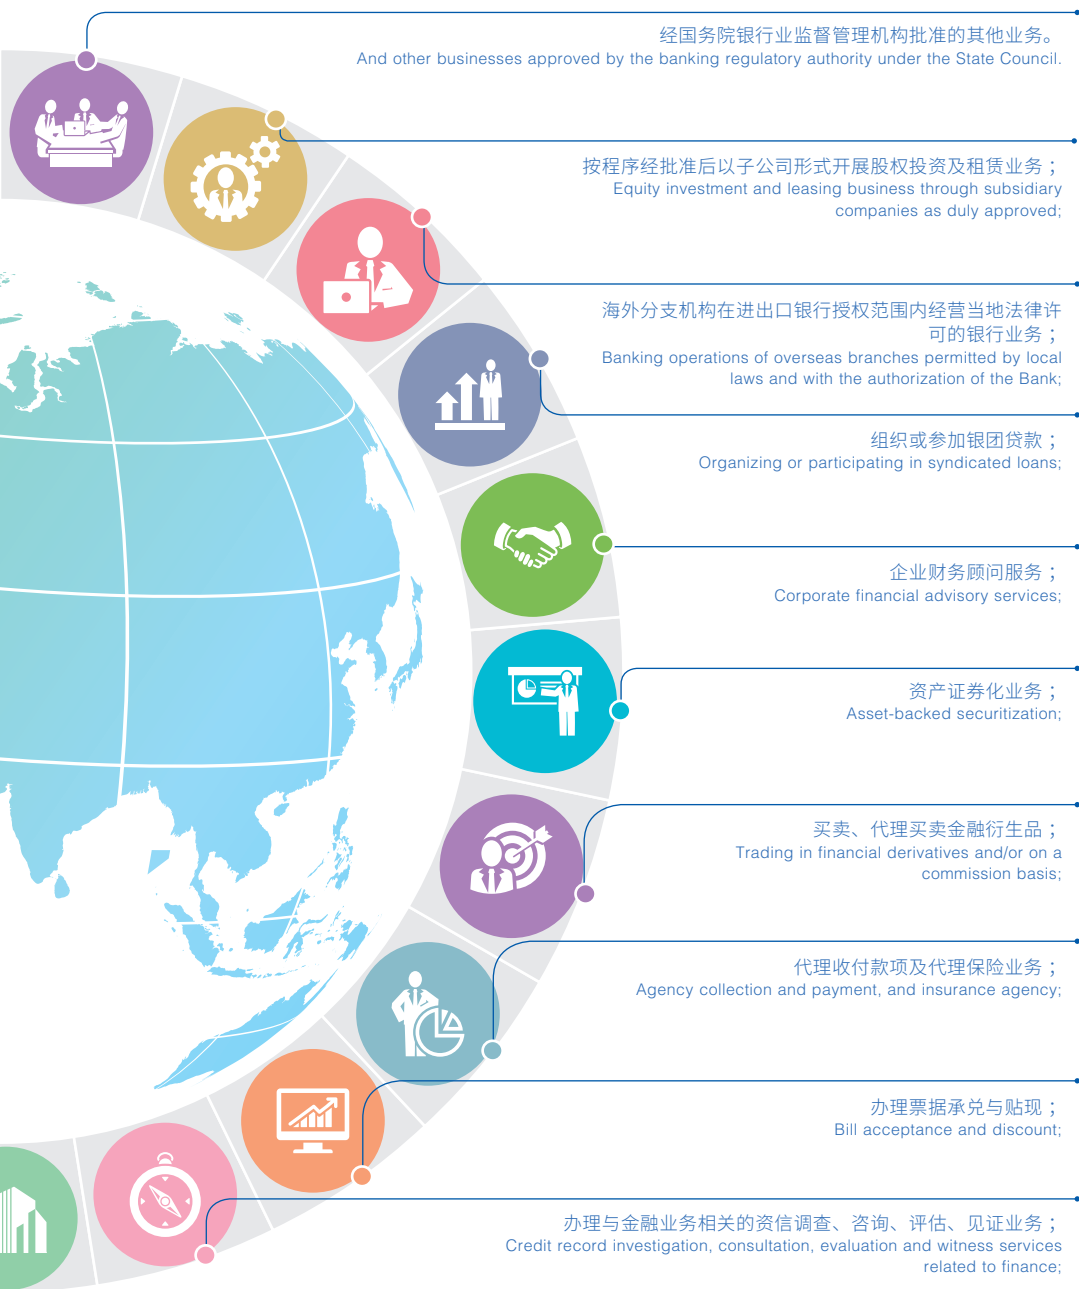 经国务院银行业监督管理机构批准的其他业务。
And other businesses approved by the banking regulatory authority under the State Council.
按程序经批准后以子公司形式开展股权投资及租赁业务；
Equity investment and leasing business through subsidiary
companies as duly approved;
海外分支机构在进出口银行授权范围内经营当地法律许
可的银行业务；
Banking operations of overseas branches permitted by local
laws and with the authorization of the Bank;
组织或参加银团贷款；
Organizing or participating in syndicated loans;
企业财务顾问服务；
Corporate financial advisory services;
资产证券化业务；
Asset-backed securitization;
买卖、代理买卖金融衍生品；
Trading in financial derivatives and/or on a
commission basis;
代理收付款项及代理保险业务；
Agency collection and payment, and insurance agency;
办理票据承兑与贴现；
Bill acceptance and discount;
办理与金融业务相关的资信调查、咨询、评估、见证业务；
Credit record investigation, consultation, evaluation and witness services
related to finance;